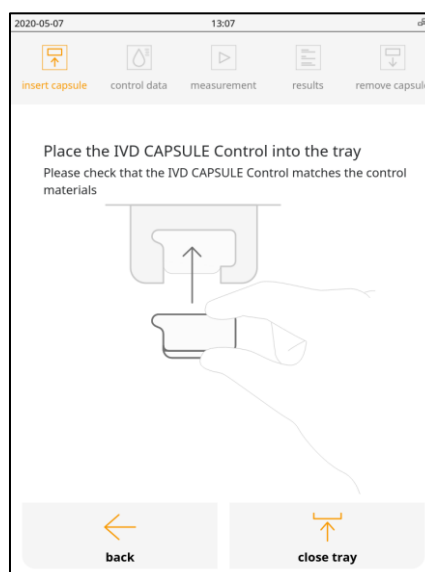 2020-05-07 13:07
insert capsule control data measurement results remove capsule
Place the IVD CAPSULE Control into the tray
Please check that the IVD CAPSULE Control matches the control
materials
back close tray